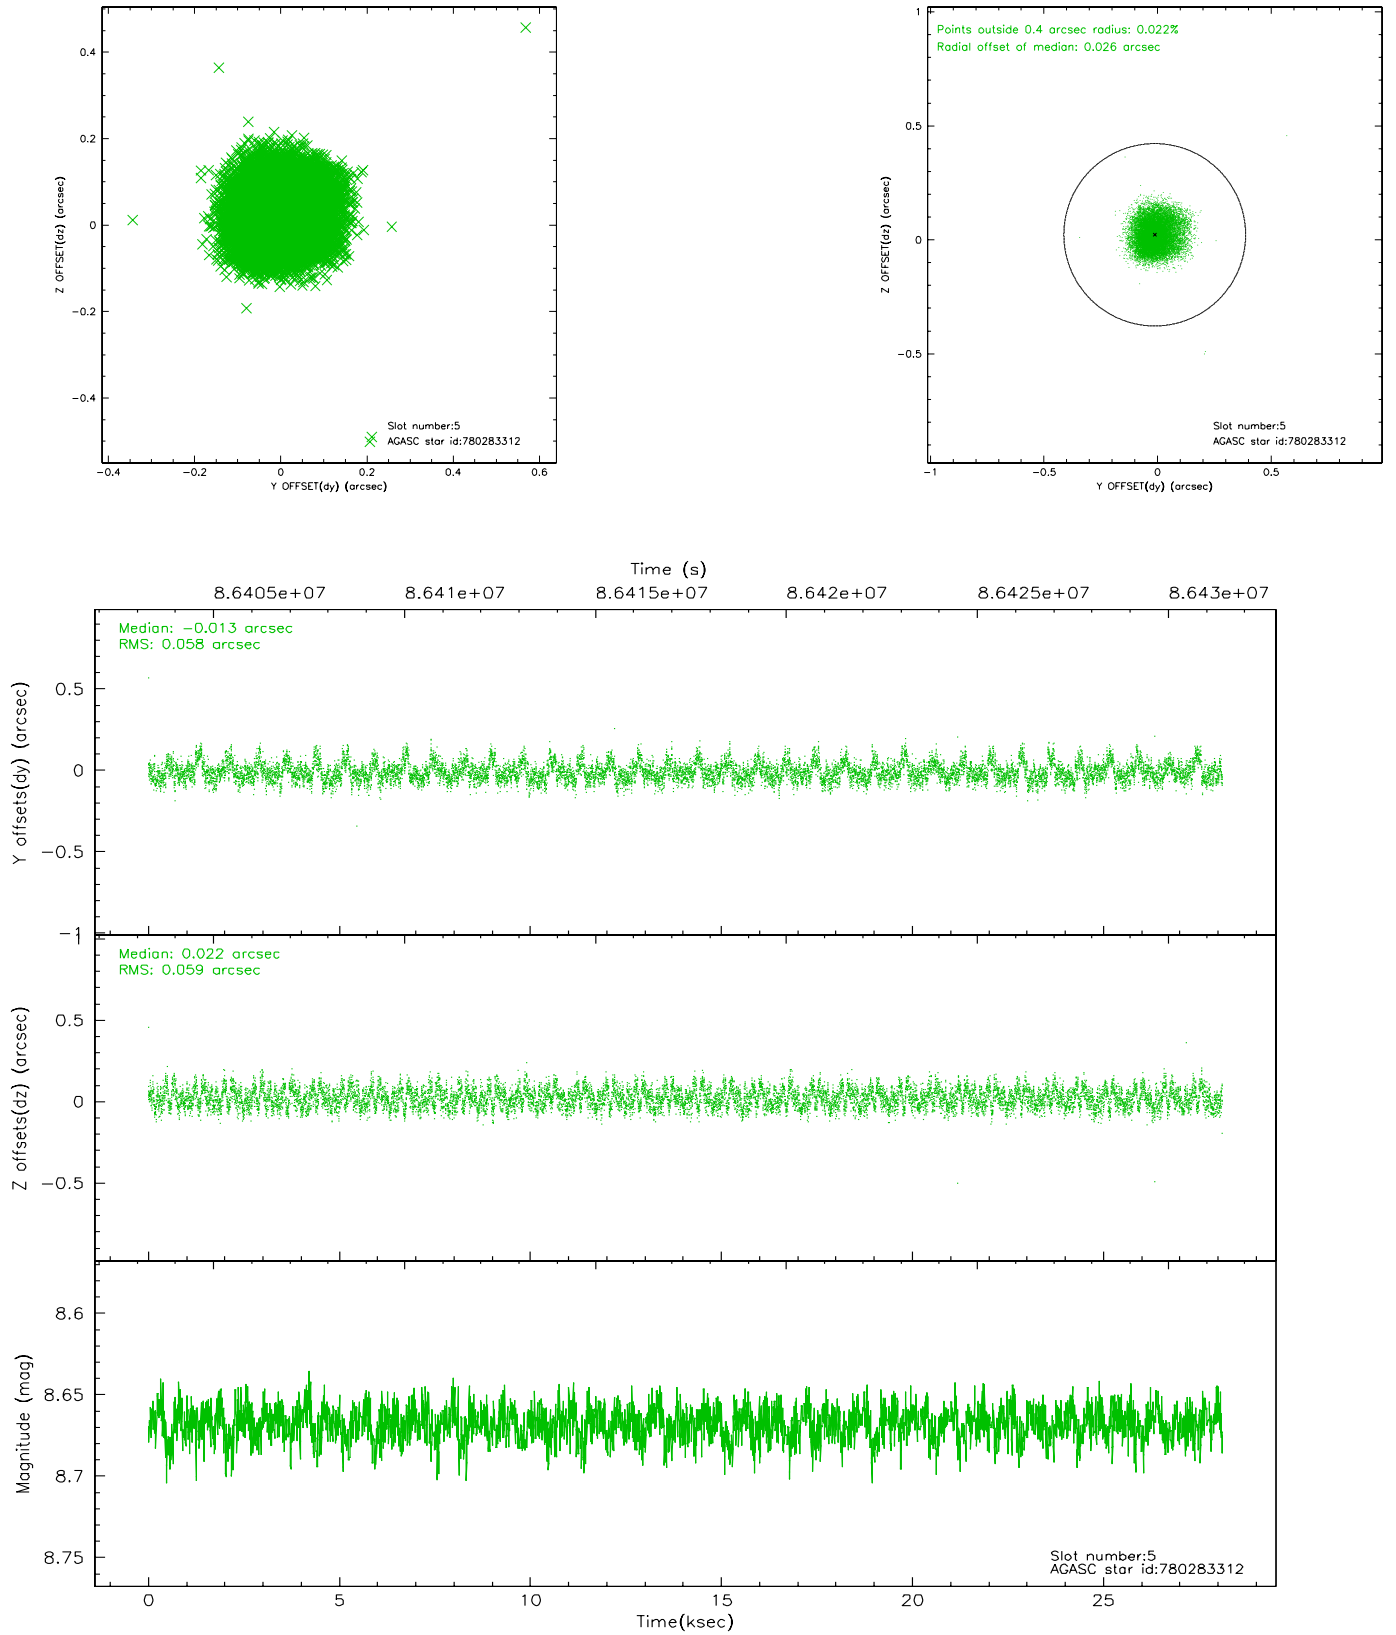 0.4
0.2
0
−0.2
−0.4
Z OFFSET(dz) (arcsec)
Slot number:5
AGASC star id:780283312
−0.4 −0.2 0 0.2 0.4 0.6
Y OFFSET(dy) (arcsec)
Points outside 0.4 arcsec radius: 0.022%
Radial offset of median: 0.026 arcsec
1
0.5
0
−0.5
Z OFFSET(dz) (arcsec)
Slot number:5
AGASC star id:780283312
−1 −0.5 0 0.5
Y OFFSET(dy) (arcsec)
Time (s)
8.6405e+07 8.641e+07 8.6415e+07 8.642e+07 8.6425e+07 8.643e+07
Median: −0.013 arcsec
RMS: 0.058 arcsec
0.5
0
−0.5
−1
Y offsets(dy) (arcsec)
Median: 0.022 arcsec
RMS: 0.059 arcsec
1
0.5
0
−0.5
Z offsets(dz) (arcsec)
8.6
8.65
8.7
8.75
Magnitude (mag)
Slot number:5
AGASC star id:780283312
0 5 10 15 20 25
Time(ksec)